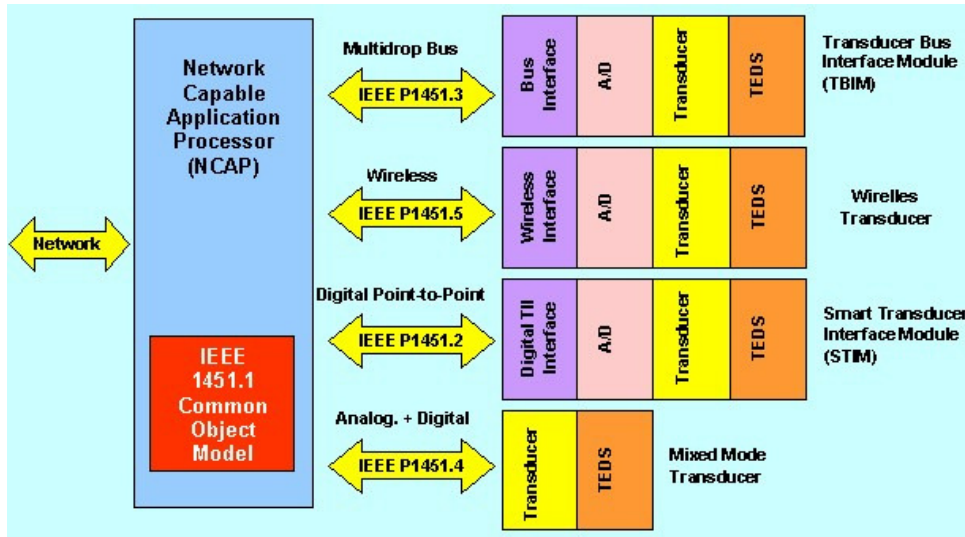 Network
Network
Capable
Application
Processor
(NCAP)
IEEE
1451.1
Common
Object
Model
Multidrop Bus
IEEE P1451.3
Bus
Interface
A/D
Transducer
TEDS
Transducer Bus
Interface Module
(TBIM)
Wireless
IEEE P1451.5
Wireless
Interface
A/D
Transducer
TEDS
Wirelles
Transducer
Digital Point-to-Point
IEEE P1451.2
Digital TII
Interface
A/D
Transducer
TEDS
Smart Transducer
Interface Module
(STIM)
Analog. + Digital
IEEE P1451.4
Transducer
TEDS
Mixed Mode
Transducer